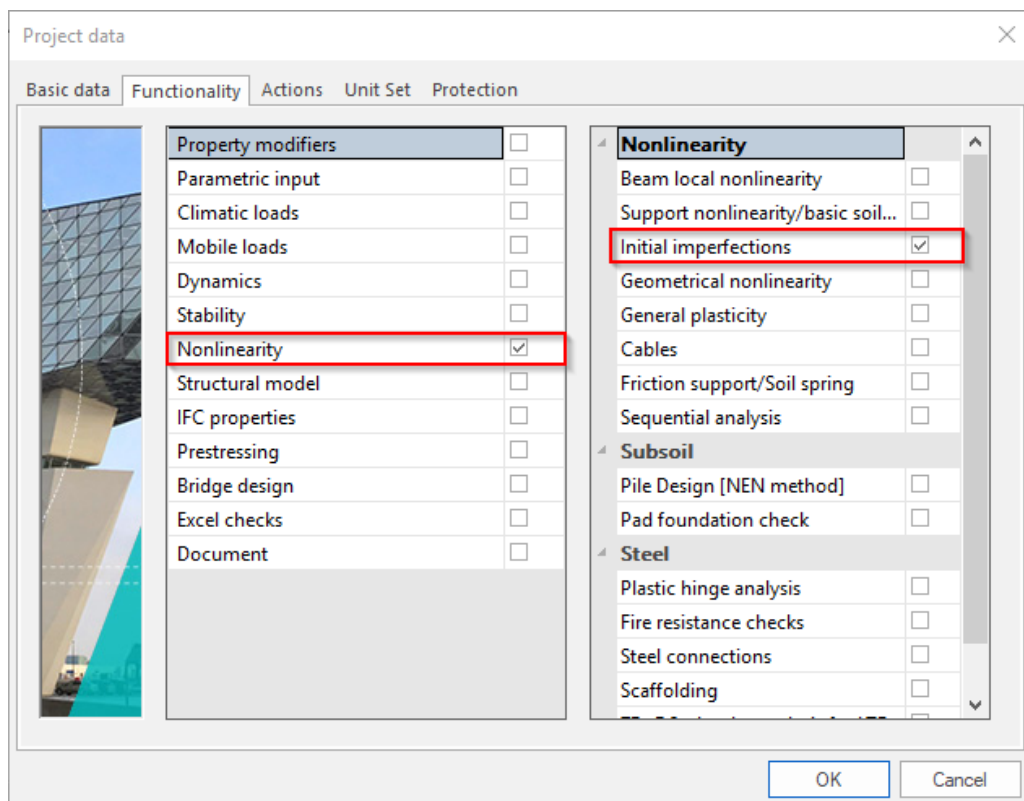 Project data
Basic data Functionality Actions Unit Set Protection
Property modifiers
Parametric input
Climatic loads
Mobile loads
Dynamics
Stability
Nonlinearity
Structural model
IFC properties
Prestressing
Bridge design
Excel checks
Document
Nonlinearity
Beam local nonlinearity
Support nonlinearity/basic soil...
Initial imperfections
Geometrical nonlinearity
General plasticity
Cables
Friction support/Soil spring
Sequential analysis
Subsoil
Pile Design [NEN method]
Pad foundation check
Steel
Plastic hinge analysis
Fire resistance checks
Steel connections
Scaffolding
OK Cancel